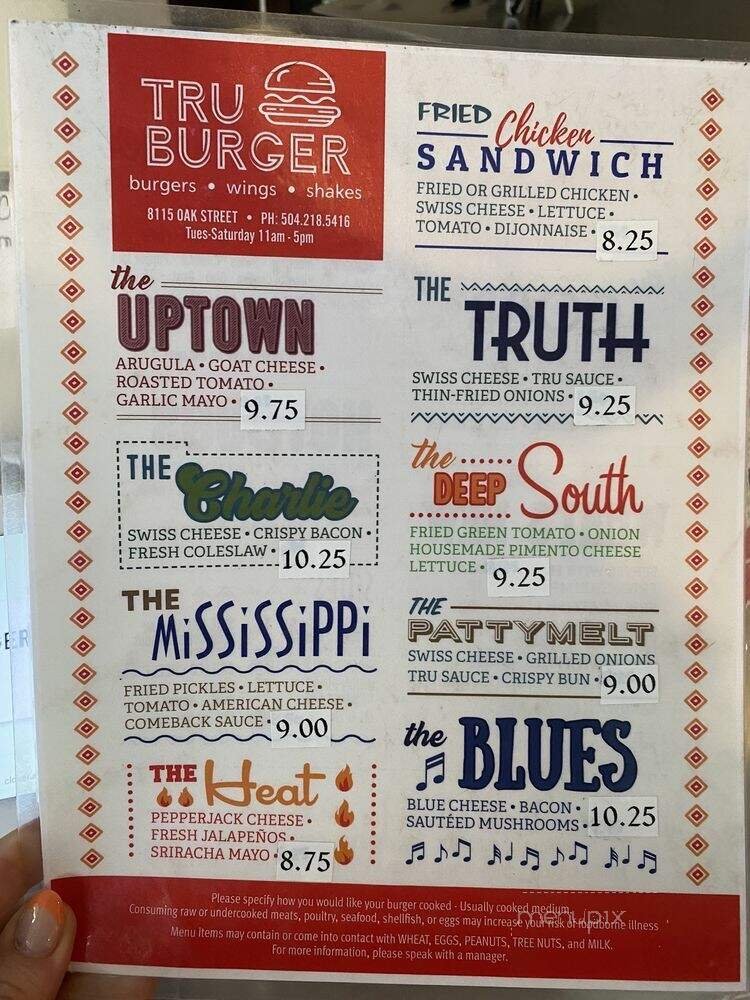 TRU
BURGER
burgers • wings • shakes
8115 OAK STREET • PH: 504.218.5416
Tues-Saturday 11am - 5pm
FRIED Chicken
SANDWICH
FRIED OR GRILLED CHICKEN •
SWISS CHEESE • LETTUCE •
TOMATO • DIJONNAISE • 8.25
the
UPTOWN
ARUGULA • GOAT CHEESE •
ROASTED TOMATO •
GARLIC MAYO • 9.75
THE
TRUTH
SWISS CHEESE • TRU SAUCE •
THIN-FRIED ONIONS • 9.25
THE
Charlie
SWISS CHEESE • CRISPY BACON •
FRESH COLESLAW • 10.25
the
DEEP South
FRIED GREEN TOMATO • ONION
HOUSEMADE PIMENTO CHEESE
LETTUCE • 9.25
THE
MiSSiSSiPPi
FRIED PICKLES • LETTUCE •
TOMATO • AMERICAN CHEESE •
COMEBACK SAUCE • 9.00
THE
PATTYMELT
SWISS CHEESE • GRILLED ONIONS
TRU SAUCE • CRISPY BUN • 9.00
THE Heat
PEPPERJACK CHEESE •
FRESH JALAPEÑOS •
SRIRACHA MAYO • 8.75
the BLUES
BLUE CHEESE • BACON •
SAUTÉED MUSHROOMS • 10.25
Please specify how you would like your burger cooked - Usually cooked medium
Consuming raw or undercooked meats, poultry, seafood, shellfish, or eggs may increase your risk of foodborne illness
Menu items may contain or come into contact with WHEAT, EGGS, PEANUTS, TREE NUTS, and MILK.
For more information, please speak with a manager.
menupix